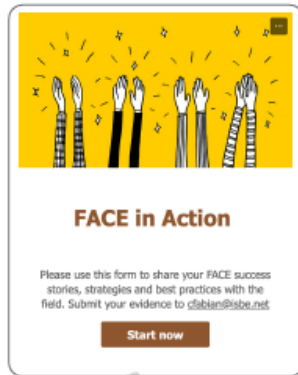 FACE in Action
Please use this form to share your FACE success
stories, strategies and best practices with the
field. Submit your evidence to cfabian@isbe.net
Start now